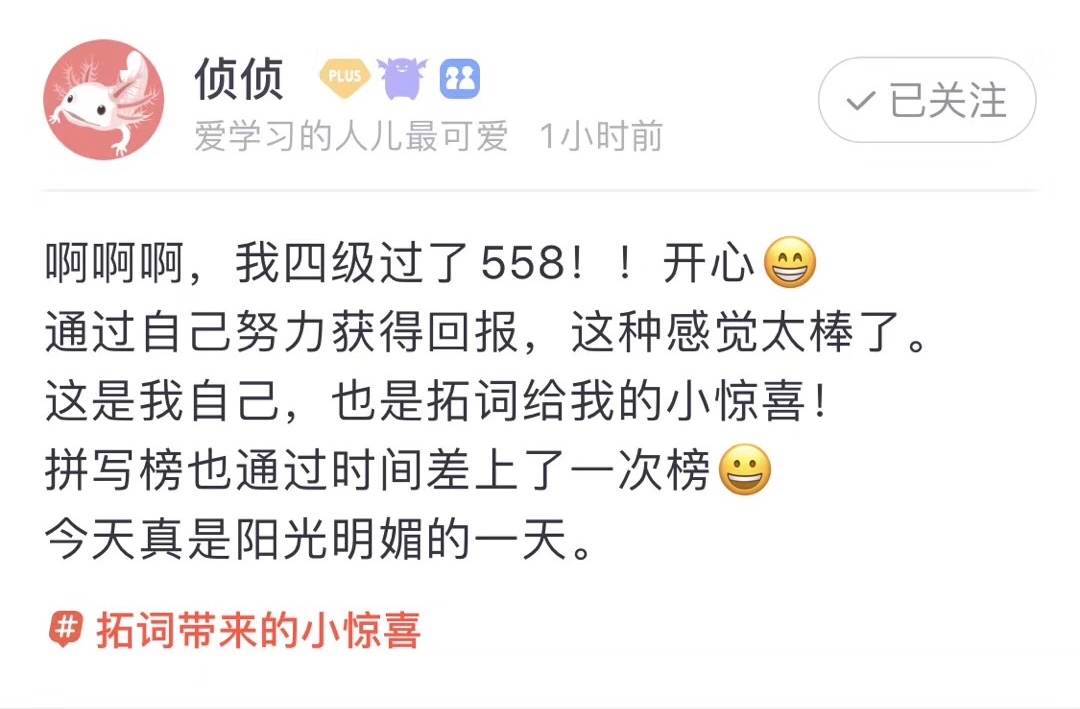 侦侦 PLUS
爱学习的人儿最可爱 1小时前
已关注
啊啊啊，我四级过了558！！开心😁
通过自己努力获得回报，这种感觉太棒了。
这是我自己，也是拓词给我的小惊喜！
拼写榜也通过时间差上了一次榜😀
今天真是阳光明媚的一天。
# 拓词带来的小惊喜